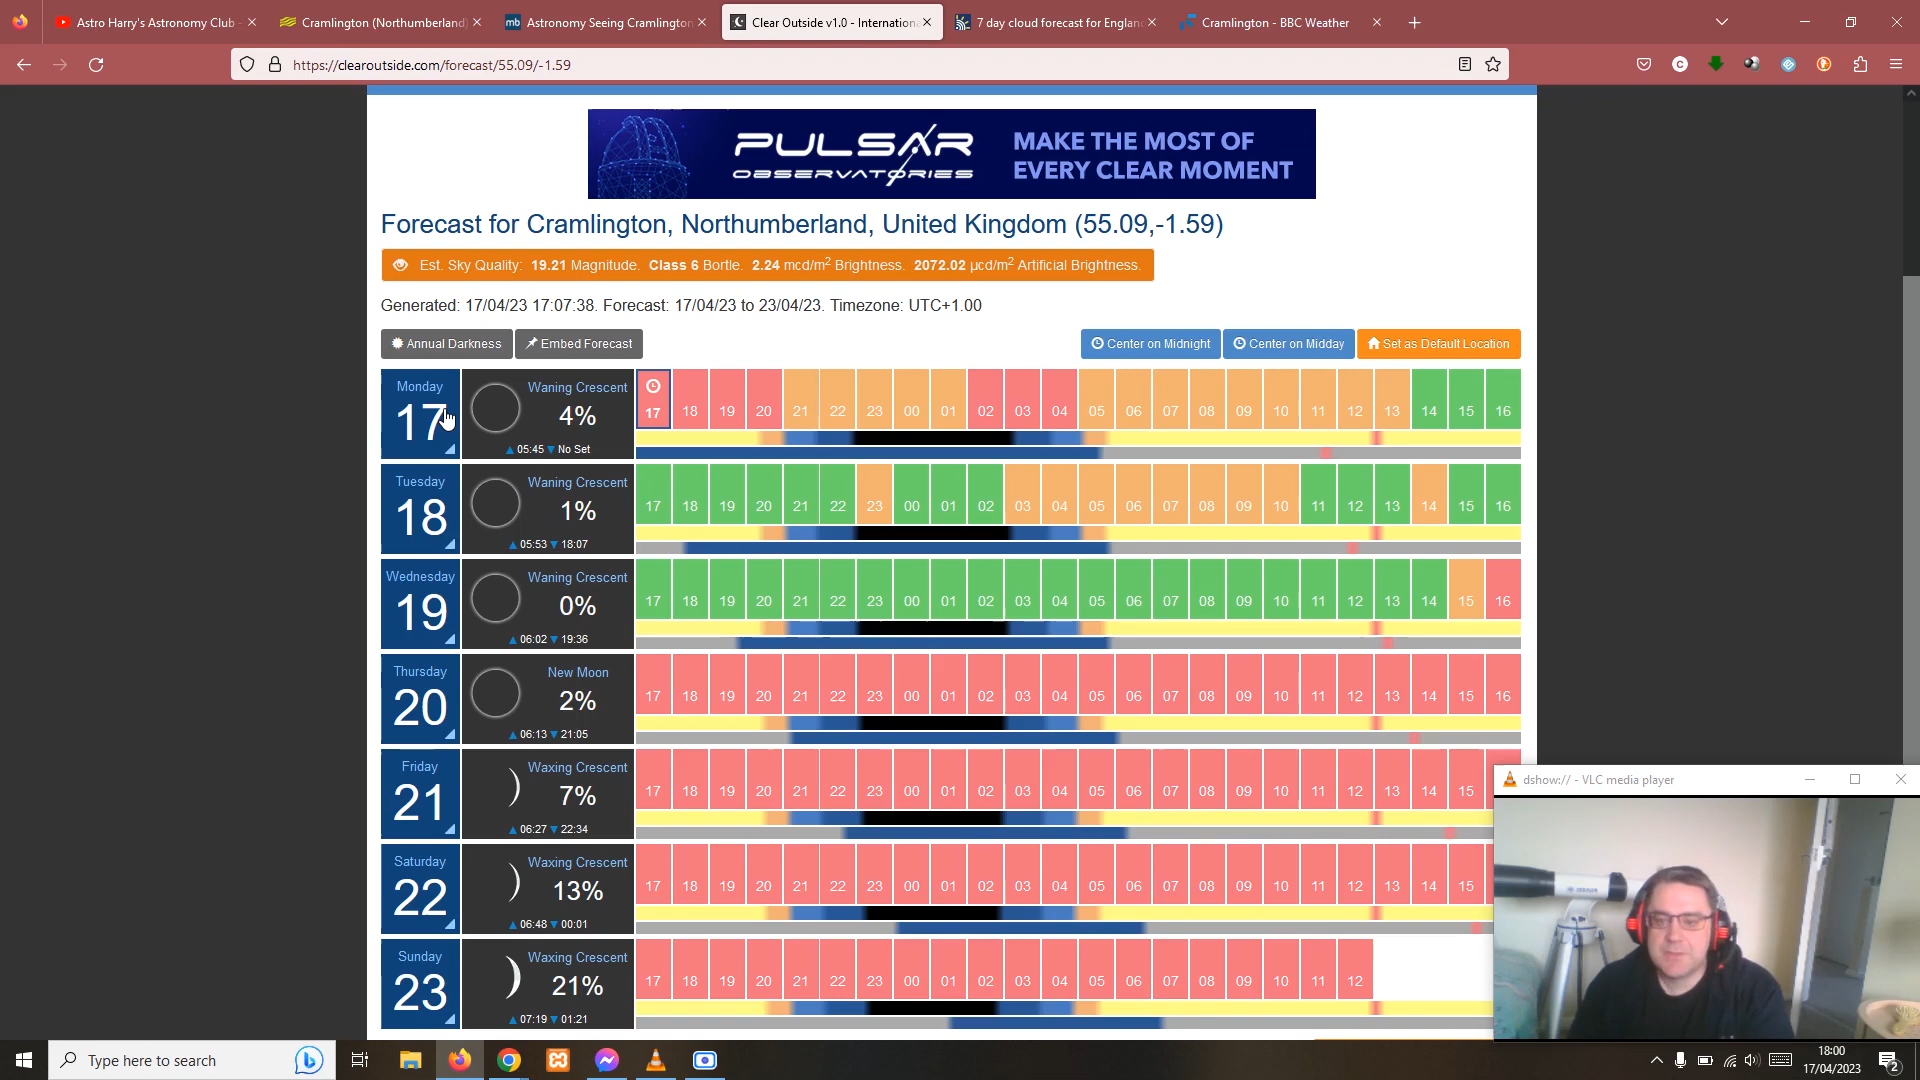 Astro Harry's Astronomy Club -
Cramlington (Northumberland)
Astronomy Seeing Cramlington
Clear Outside v1.0 - Internationa
7 day cloud forecast for Englan
Cramlington - BBC Weather
https://clearoutside.com/forecast/55.09/-1.59
PULSAR
OBSERVATORIES
MAKE THE MOST OF
EVERY CLEAR MOMENT
Forecast for Cramlington, Northumberland, United Kingdom (55.09,-1.59)
Est. Sky Quality: 19.21 Magnitude. Class 6 Bortle. 2.24 mcd/m² Brightness. 2072.02 μcd/m² Artificial Brightness.
Generated: 17/04/23 17:07:38. Forecast: 17/04/23 to 23/04/23. Timezone: UTC+1.00
Annual Darkness
Embed Forecast
Center on Midnight
Center on Midday
Set as Default Location
Monday
17
Waning Crescent
4%
05:45 No Set
17 18 19 20 21 22 23 00 01 02 03 04 05 06 07 08 09 10 11 12 13 14 15 16
Tuesday
18
Waning Crescent
1%
05:53 18:07
17 18 19 20 21 22 23 00 01 02 03 04 05 06 07 08 09 10 11 12 13 14 15 16
Wednesday
19
Waning Crescent
0%
06:02 19:36
17 18 19 20 21 22 23 00 01 02 03 04 05 06 07 08 09 10 11 12 13 14 15 16
Thursday
20
New Moon
2%
06:13 21:05
17 18 19 20 21 22 23 00 01 02 03 04 05 06 07 08 09 10 11 12 13 14 15 16
Friday
21
Waxing Crescent
7%
06:27 22:34
17 18 19 20 21 22 23 00 01 02 03 04 05 06 07 08 09 10 11 12 13 14 15
Saturday
22
Waxing Crescent
13%
06:48 00:01
17 18 19 20 21 22 23 00 01 02 03 04 05 06 07 08 09 10 11 12 13 14 15
Sunday
23
Waxing Crescent
21%
07:19 01:21
17 18 19 20 21 22 23 00 01 02 03 04 05 06 07 08 09 10 11 12
dshow:// - VLC media player
Type here to search
18:00
17/04/2023
2